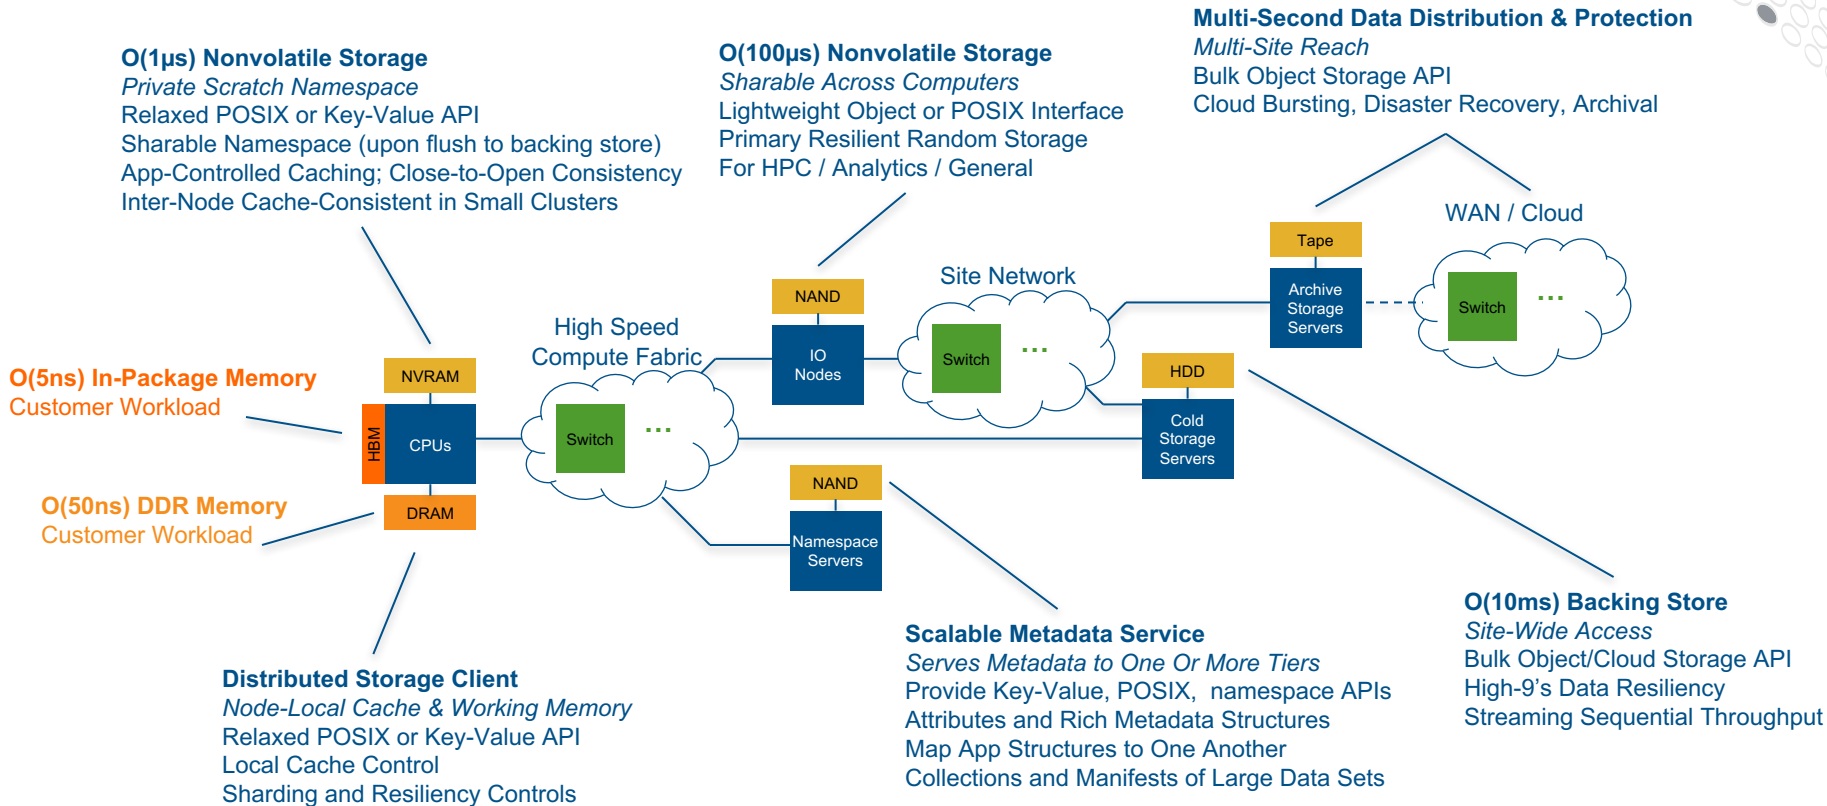 Multi-Second Data Distribution & Protection
Multi-Site Reach
Bulk Object Storage API
Cloud Bursting, Disaster Recovery, Archival
O(1µs) Nonvolatile Storage
Private Scratch Namespace
Relaxed POSIX or Key-Value API
Sharable Namespace (upon flush to backing store)
App-Controlled Caching; Close-to-Open Consistency
Inter-Node Cache-Consistent in Small Clusters
O(100µs) Nonvolatile Storage
Sharable Across Computers
Lightweight Object or POSIX Interface
Primary Resilient Random Storage
For HPC / Analytics / General
WAN / Cloud
Tape
Archive
Storage
Servers
Switch
...
Site Network
NAND
IO
Nodes
Switch
...
High Speed
Compute Fabric
Switch
...
HDD
Cold
Storage
Servers
NVRAM
HBM
CPUs
DRAM
O(5ns) In-Package Memory
Customer Workload
O(50ns) DDR Memory
Customer Workload
NAND
Namespace
Servers
O(10ms) Backing Store
Site-Wide Access
Bulk Object/Cloud Storage API
High-9's Data Resiliency
Streaming Sequential Throughput
Scalable Metadata Service
Serves Metadata to One Or More Tiers
Provide Key-Value, POSIX, namespace APIs
Attributes and Rich Metadata Structures
Map App Structures to One Another
Collections and Manifests of Large Data Sets
Distributed Storage Client
Node-Local Cache & Working Memory
Relaxed POSIX or Key-Value API
Local Cache Control
Sharding and Resiliency Controls